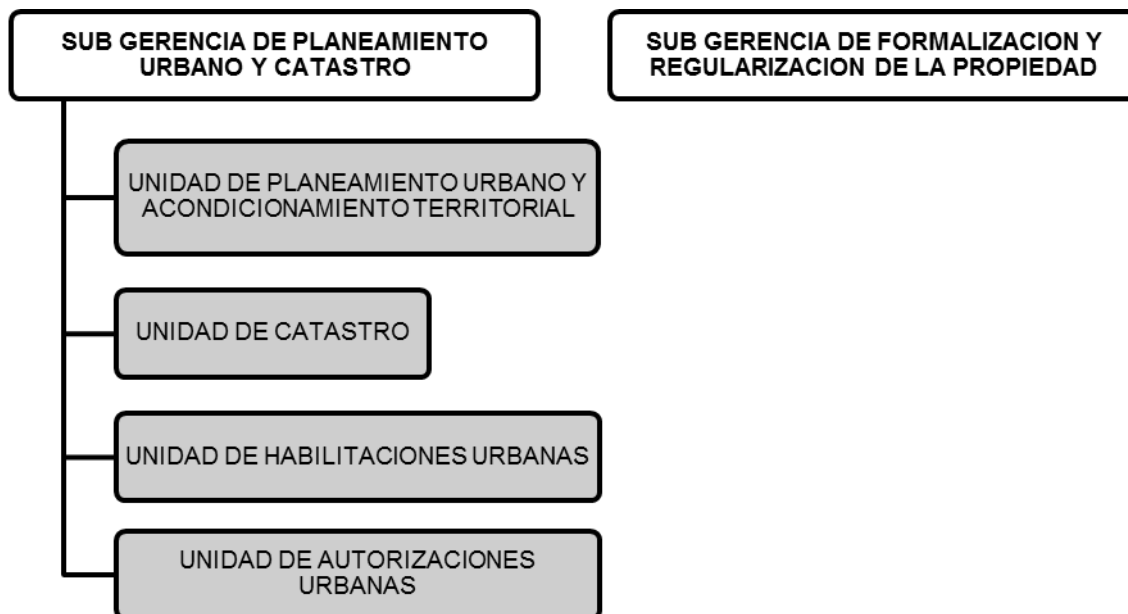 SUB GERENCIA DE PLANEAMIENTO
URBANO Y CATASTRO
SUB GERENCIA DE FORMALIZACION Y
REGULARIZACION DE LA PROPIEDAD
UNIDAD DE PLANEAMIENTO URBANO Y
ACONDICIONAMIENTO TERRITORIAL
UNIDAD DE CATASTRO
UNIDAD DE HABILITACIONES URBANAS
UNIDAD DE AUTORIZACIONES
URBANAS